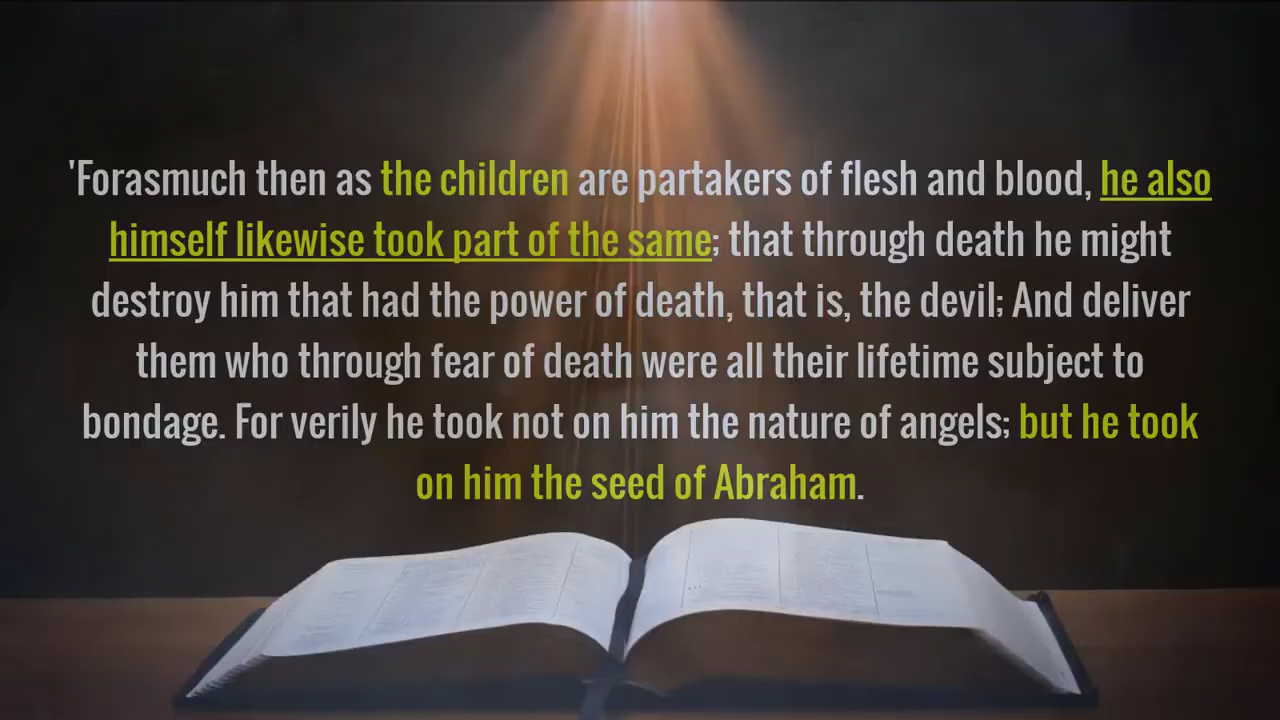 'Forasmuch then as the children are partakers of flesh and blood, he also
himself likewise took part of the same; that through death he might
destroy him that had the power of death, that is, the devil; And deliver
them who through fear of death were all their lifetime subject to
bondage. For verily he took not on him the nature of angels; but he took
on him the seed of Abraham.